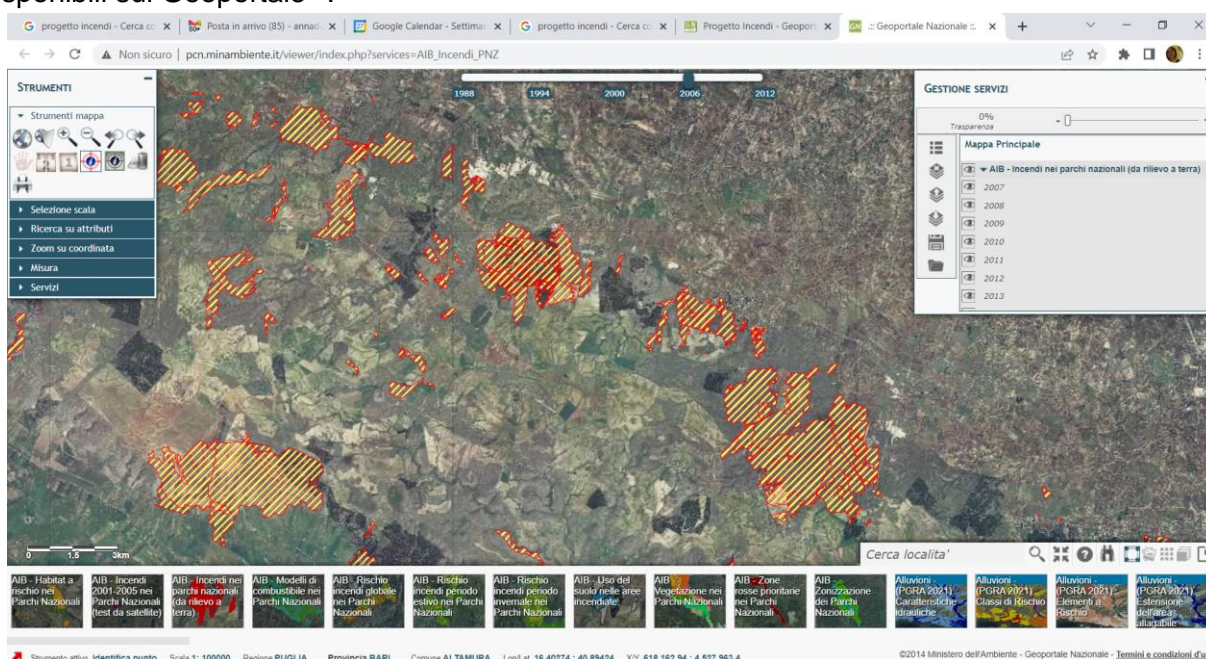 sponibili sul Geoportale
progetto incendi - Cerca co
Posta in arrivo (85) - annad
Google Calendar - Settima
progetto incendi - Cerca co
Progetto Incendi - Geoport
.:: Geoportale Nazionale ::.
Non sicuro | pcn.minambiente.it/viewer/index.php?services=AIB_Incendi_PNZ
STRUMENTI
Strumenti mappa
Selezione scala
Ricerca su attributi
Zoom su coordinata
Misura
Servizi
1988 1994 2000 2006 2012
GESTIONE SERVIZI
0%
Trasparenza
Mappa Principale
AIB - Incendi nei parchi nazionali (da rilievo a terra)
2007
2008
2009
2010
2011
2012
2013
0 1.5 3km
Cerca localita'
AIB - Habitat a rischio nei Parchi Nazionali
AIB - Incendi 2001-2005 nei Parchi Nazionali (test da satellite)
AIB - Incendi nei parchi nazionali (da rilievo a terra)
AIB - Modelli di combustibile nei Parchi Nazionali
AIB - Rischio incendi globale nei Parchi Nazionali
AIB - Rischio incendi periodo estivo nei Parchi Nazionali
AIB - Rischio incendi periodo invernale nei Parchi Nazionali
AIB - Uso del suolo nelle aree incendiate
AIB - Vegetazione nei Parchi Nazionali
AIB - Zone rosse prioritarie nei Parchi Nazionali
AIB - Zonizzazione dei Parchi Nazionali
Alluvioni - (PGRA 2021) - Caratteristiche idrauliche
Alluvioni - (PGRA 2021) - Classi di Rischio
Alluvioni - (PGRA 2021) - Elementi a Rischio
Alluvioni - (PGRA 2021) - Estensione dell'area allagabile
Strumento attivo Identifica punto Scala 1: 100000 Regione PUGLIA Provincia BARI Comune ALTAMURA Lon/Lat 16.40274 : 40.89424 X/Y 618,162.94 : 4,527,963.4
©2014 Ministero dell'Ambiente - Geoportale Nazionale - Termini e condizioni d'u